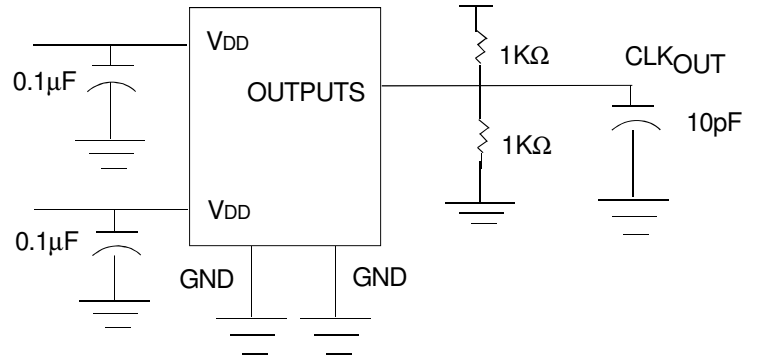 VDD
0.1μF
OUTPUTS
1KΩ
CLKOUT
10pF
1KΩ
VDD
0.1μF
GND
GND